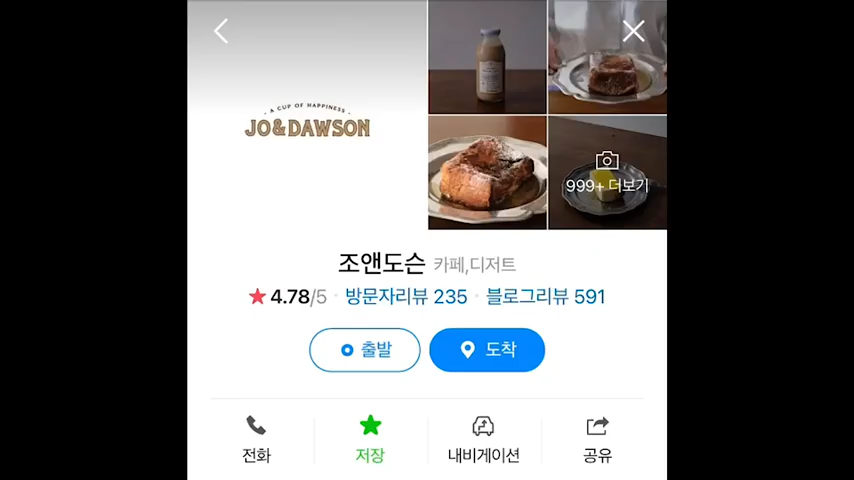 - A CUP OF HAPPINESS -
JO&DAWSON
999+ 더보기
조앤도슨 카페,디저트
4.78/5 · 방문자리뷰 235 · 블로그리뷰 591
출발 도착
전화 저장 내비게이션 공유